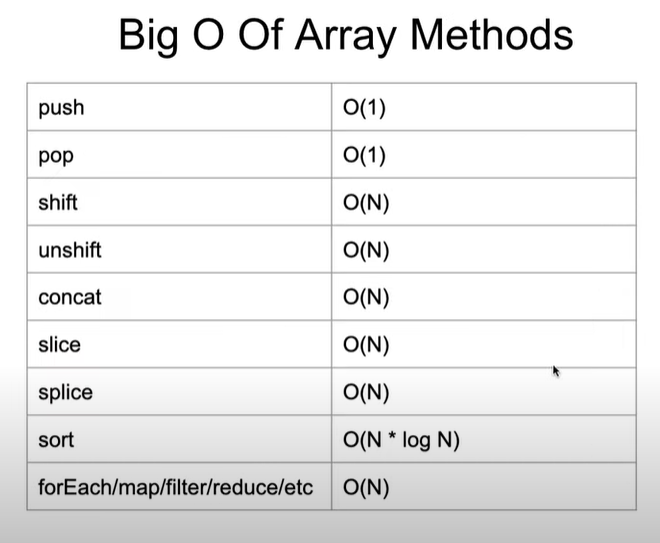 Big O Of Array Methods
push O(1)
pop O(1)
shift O(N)
unshift O(N)
concat O(N)
slice O(N)
splice O(N)
sort O(N * log N)
forEach/map/filter/reduce/etc O(N)